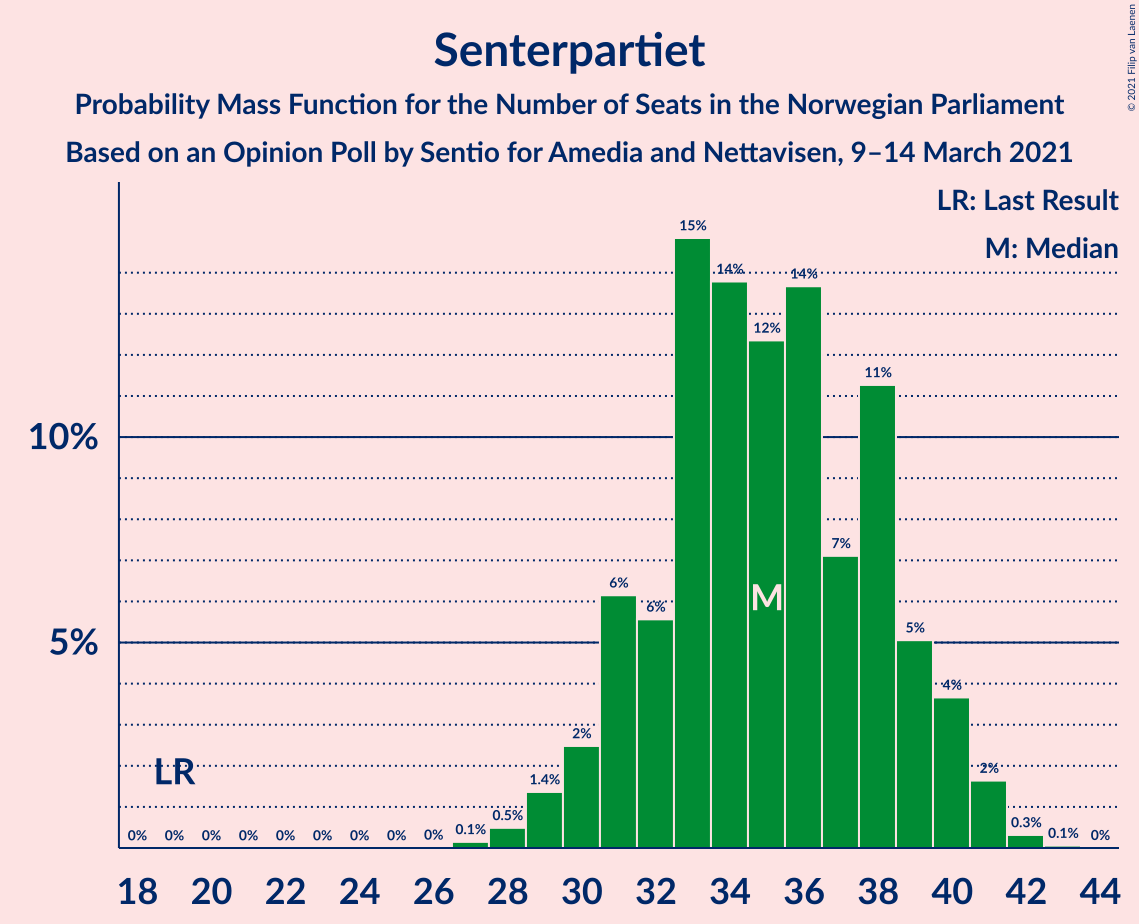 Senterpartiet
Probability Mass Function for the Number of Seats in the Norwegian Parliament
Based on an Opinion Poll by Sentio for Amedia and Nettavisen, 9–14 March 2021
© 2021 Filip van Laenen
LR: Last Result
M: Median
10%
5%
LR
M
0% 0% 0% 0% 0% 0% 0% 0% 0% 0.1% 0.5% 1.4% 2% 6% 6% 15% 14% 12% 14% 7% 11% 5% 4% 2% 0.3% 0.1% 0%
18 20 22 24 26 28 30 32 34 36 38 40 42 44